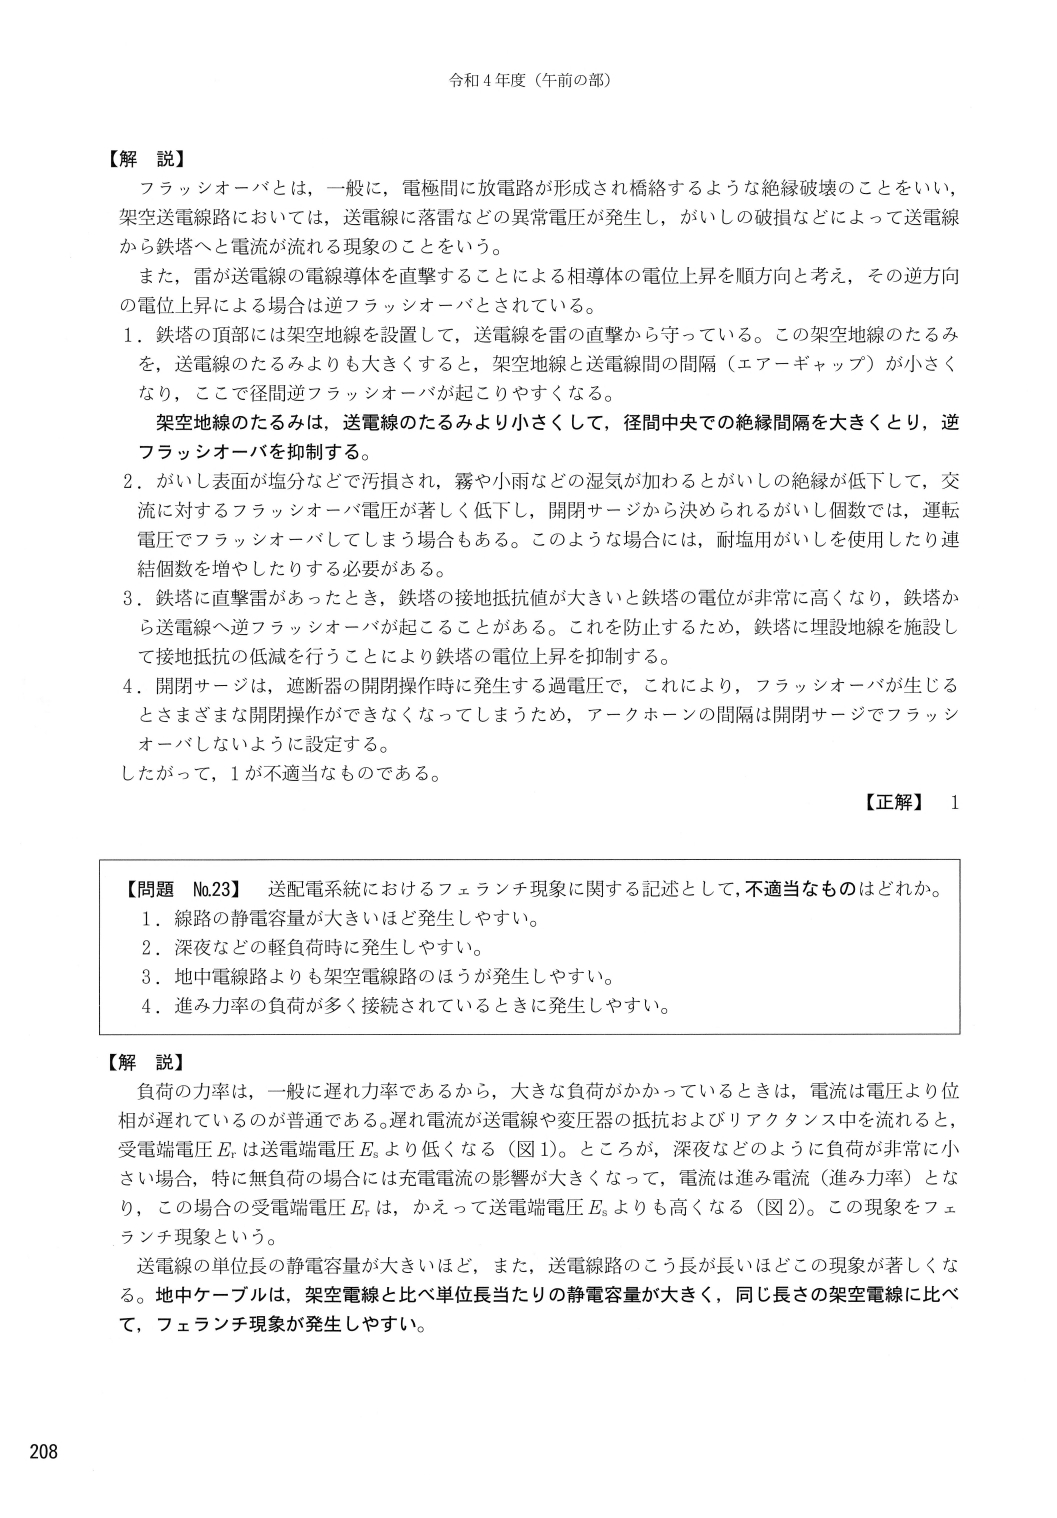 令和4年度（午前の部）
【解　説】
フラッシオーバとは，一般に，電極間に放電路が形成され橋絡するような絶縁破壊のことをいい，
架空送電線路においては，送電線に落雷などの異常電圧が発生し，がいしの破損などによって送電線
から鉄塔へと電流が流れる現象のことをいう。
また，雷が送電線の電線導体を直撃することによる相導体の電位上昇を順方向と考え，その逆方向
の電位上昇による場合は逆フラッシオーバとされている。
1．鉄塔の頂部には架空地線を設置して，送電線を雷の直撃から守っている。この架空地線のたるみ
を，送電線のたるみよりも大きくすると，架空地線と送電線間の間隔（エアーギャップ）が小さく
なり，ここで径間逆フラッシオーバが起こりやすくなる。
架空地線のたるみは，送電線のたるみより小さくして，径間中央での絶縁間隔を大きくとり，逆
フラッシオーバを抑制する。
2．がいし表面が塩分などで汚損され，霧や小雨などの湿気が加わるとがいしの絶縁が低下して，交
流に対するフラッシオーバ電圧が著しく低下し，開閉サージから決められるがいし個数では，運転
電圧でフラッシオーバしてしまう場合もある。このような場合には，耐塩用がいしを使用したり連
結個数を増やしたりする必要がある。
3．鉄塔に直撃雷があったとき，鉄塔の接地抵抗値が大きいと鉄塔の電位が非常に高くなり，鉄塔か
ら送電線へ逆フラッシオーバが起こることがある。これを防止するため，鉄塔に埋設地線を施設し
て接地抵抗の低減を行うことにより鉄塔の電位上昇を抑制する。
4．開閉サージは，遮断器の開閉操作時に発生する過電圧で，これにより，フラッシオーバが生じる
とさまざまな開閉操作ができなくなってしまうため，アークホーンの間隔は開閉サージでフラッシ
オーバしないように設定する。
したがって，1が不適当なものである。
【正解】　1
【問題　No.23】　送配電系統におけるフェランチ現象に関する記述として，不適当なものはどれか。
1．線路の静電容量が大きいほど発生しやすい。
2．深夜などの軽負荷時に発生しやすい。
3．地中電線路よりも架空電線路のほうが発生しやすい。
4．進み力率の負荷が多く接続されているときに発生しやすい。
【解　説】
負荷の力率は，一般に遅れ力率であるから，大きな負荷がかかっているときは，電流は電圧より位
相が遅れているのが普通である。遅れ電流が送電線や変圧器の抵抗およびリアクタンス中を流れると，
受電端電圧Erは送電端電圧Esより低くなる（図1）。ところが，深夜などのように負荷が非常に小
さい場合，特に無負荷の場合には充電電流の影響が大きくなって，電流は進み電流（進み力率）とな
り，この場合の受電端電圧Erは，かえって送電端電圧Esよりも高くなる（図2）。この現象をフェ
ランチ現象という。
送電線の単位長の静電容量が大きいほど，また，送電線路のこう長が長いほどこの現象が著しくな
る。地中ケーブルは，架空電線と比べ単位長当たりの静電容量が大きく，同じ長さの架空電線に比べ
て，フェランチ現象が発生しやすい。
208